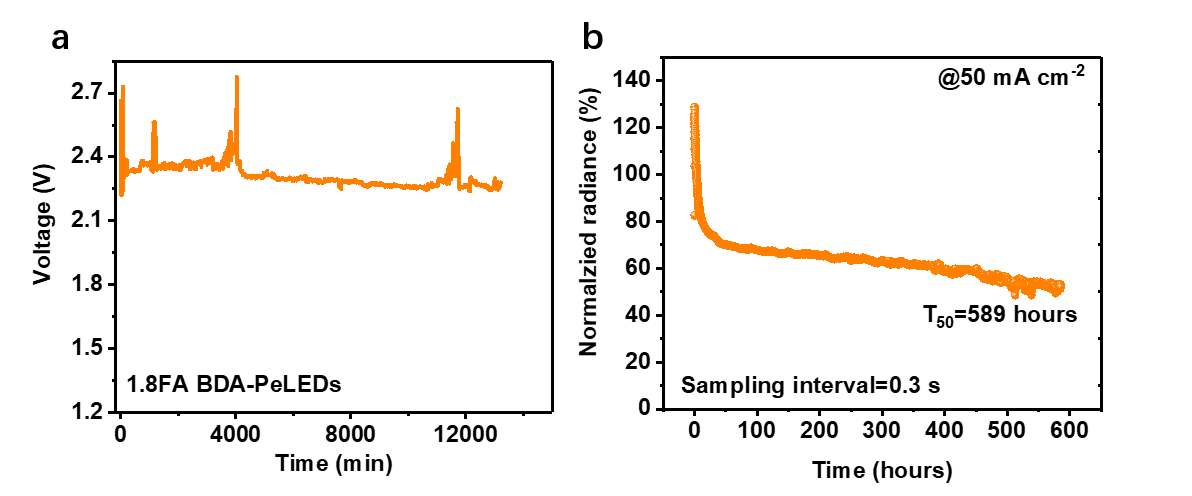 a
2.7
2.4
2.1
1.8
1.5
1.2
Voltage (V)
1.8FA BDA-PeLEDs
0 4000 8000 12000
Time (min)
b
140
120
100
80
60
40
20
0
Normalzied radiance (%)
@50 mA cm-2
T50=589 hours
Sampling interval=0.3 s
0 100 200 300 400 500 600
Time (hours)